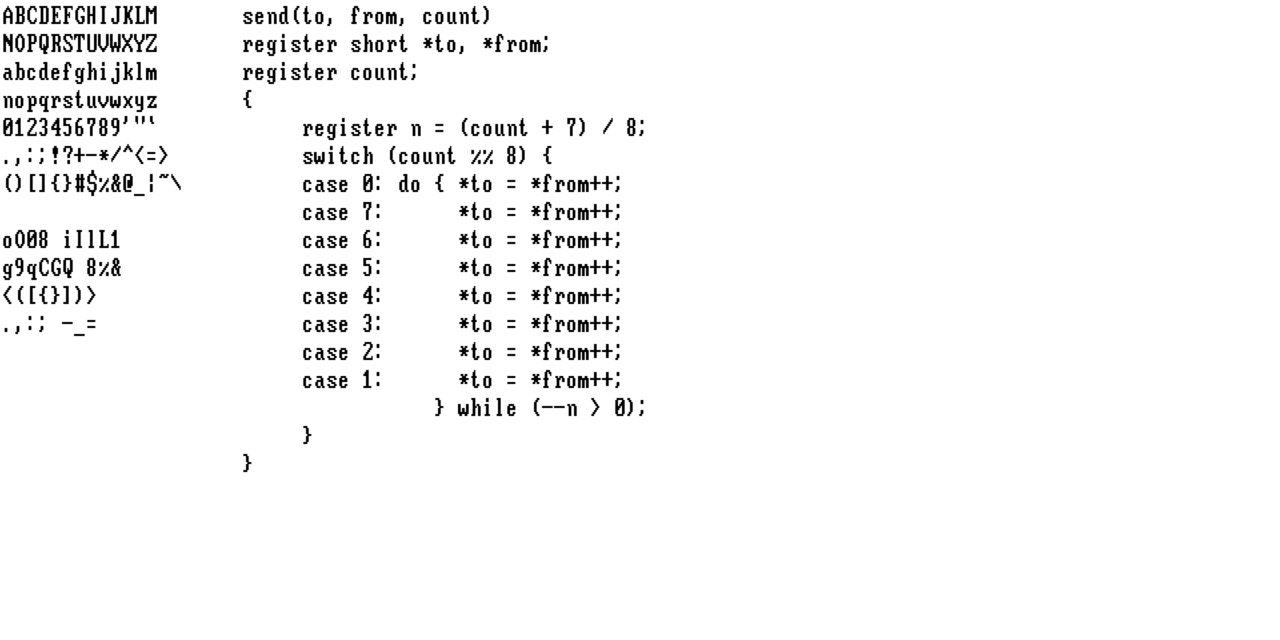 ABCDEFGHIJKLM
NOPQRSTUVWXYZ
abcdefghijklm
nopqrstuvwxyz
0123456789'"‘
.,:;!?+-*/^<=>
()[]{}#$%&@_¦~\
oO08 iIlL1
g9qCGQ 8%&
<([{}])>
.,:; -_=
send(to, from, count)
register short *to, *from;
register count;
{
     register n = (count + 7) / 8;
     switch (count %% 8) {
     case 0: do { *to = *from++;
     case 7:      *to = *from++;
     case 6:      *to = *from++;
     case 5:      *to = *from++;
     case 4:      *to = *from++;
     case 3:      *to = *from++;
     case 2:      *to = *from++;
     case 1:      *to = *from++;
                } while (--n > 0);
     }
}